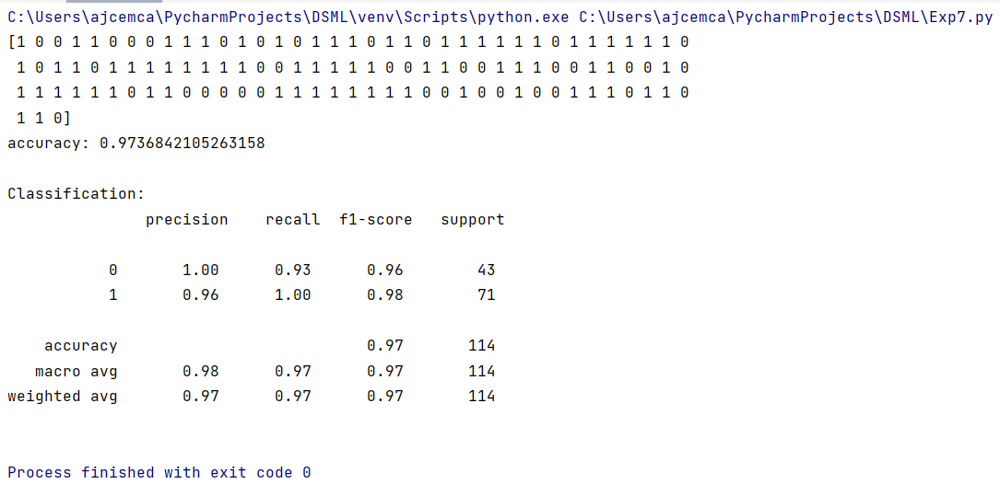 C:\Users\ajcemca\PycharmProjects\DSML\venv\Scripts\python.exe C:\Users\ajcemca\PycharmProjects\DSML\Exp7.py
[1 0 0 1 1 0 0 0 1 1 1 0 1 0 1 0 1 1 1 0 1 1 0 1 1 1 1 1 1 0 1 1 1 1 1 1 0
1 0 1 1 0 1 1 1 1 1 1 1 1 0 0 1 1 1 1 1 0 0 1 1 0 0 1 1 1 0 0 1 1 0 0 1 0
1 1 1 1 1 1 0 1 1 0 0 0 0 0 1 1 1 1 1 1 1 1 0 0 1 0 0 1 0 0 1 1 1 0 1 1 0
1 1 0]
accuracy: 0.9736842105263158
Classification:
precision recall f1-score support
0 1.00 0.93 0.96 43
1 0.96 1.00 0.98 71
accuracy 0.97 114
macro avg 0.98 0.97 0.97 114
weighted avg 0.97 0.97 0.97 114
Process finished with exit code 0